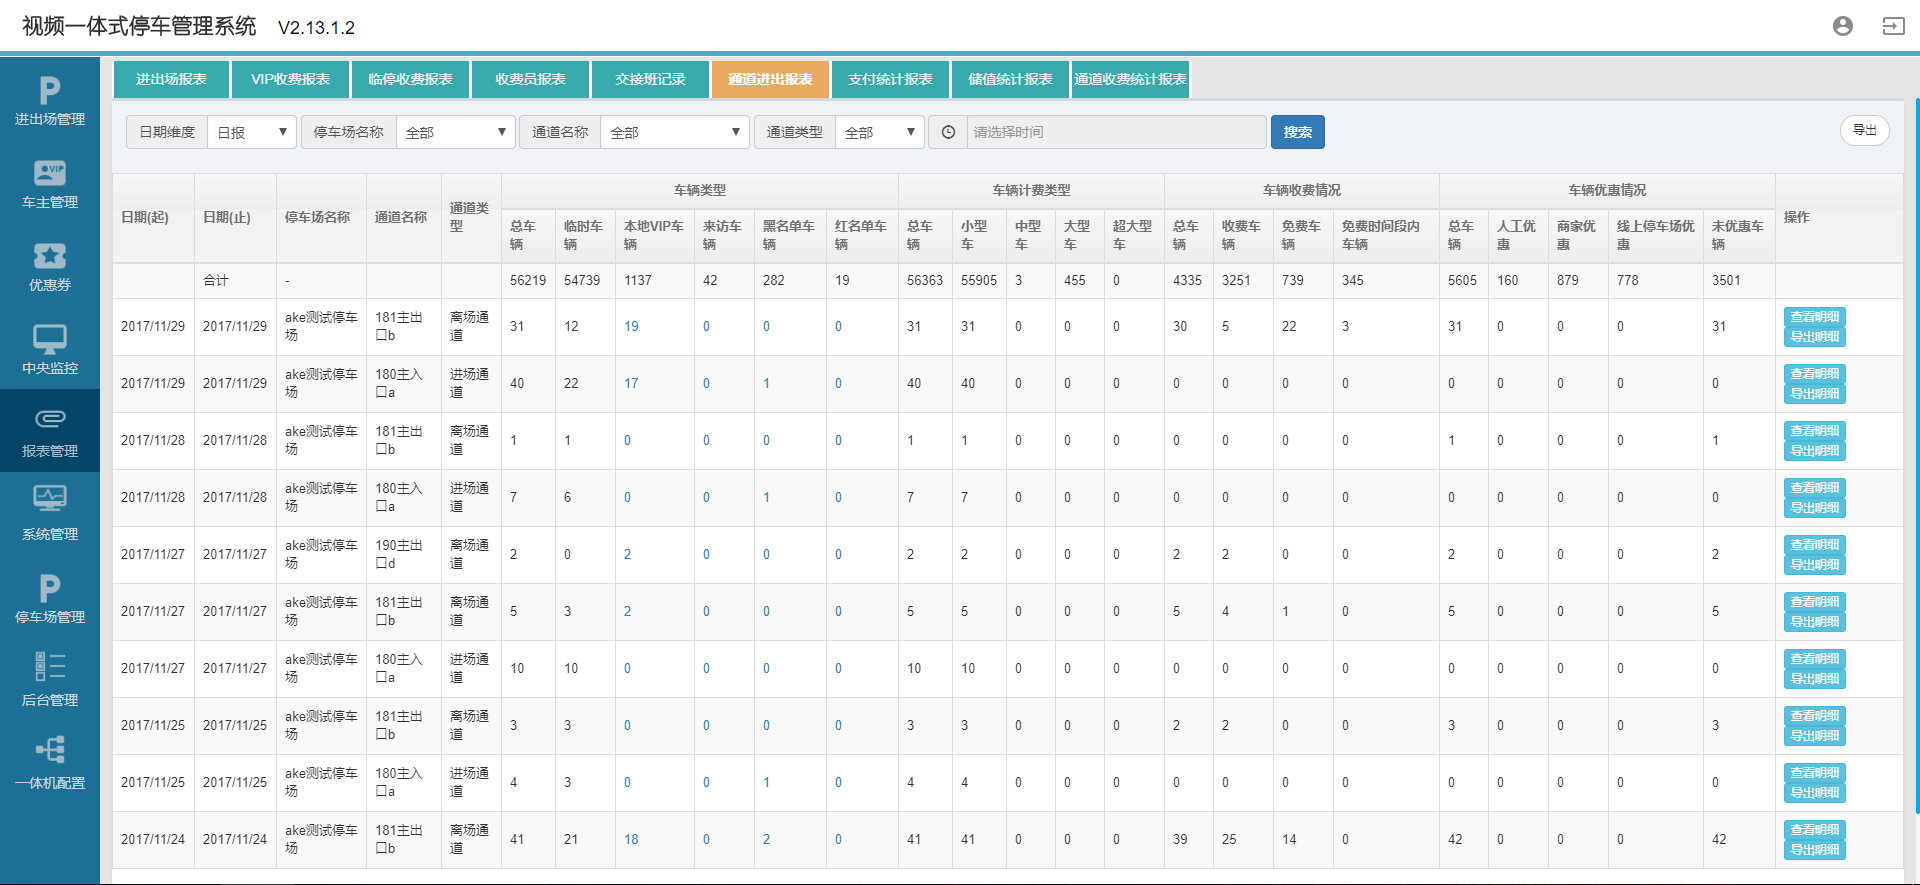 视频一体式停车管理系统 V2.13.1.2
进出场管理
车主管理
优惠券
中央监控
报表管理
系统管理
停车场管理
后台管理
一体机配置
进出场报表 VIP收费报表 临停收费报表 收费员报表 交接班记录 通道进出报表 支付统计报表 储值统计报表 通道收费统计报表
日期维度 日报 ▼ 停车场名称 全部 ▼ 通道名称 全部 ▼ 通道类型 全部 ▼ 请选择时间 搜索 导出
日期(起) 日期(止) 停车场名称 通道名称 通道类型 车辆类型 车辆计费类型 车辆收费情况 车辆优惠情况 操作
总车辆 临时车辆 本地VIP车辆 来访车辆 黑名单车辆 红名单车辆 总车辆 小型车 中型车 大型车 超大型车 总车辆 收费车辆 免费车辆 免费时间段内车辆 总车辆 人工优惠 商家优惠 线上停车场优惠 未优惠车辆
合计 - 56219 54739 1137 42 282 19 56363 55905 3 455 0 4335 3251 739 345 5605 160 879 778 3501
2017/11/29 2017/11/29 ake测试停车场 181主出口b 离场通道 31 12 19 0 0 0 31 31 0 0 0 30 5 22 3 31 0 0 0 31 查看明细 导出明细
2017/11/29 2017/11/29 ake测试停车场 180主入口a 进场通道 40 22 17 0 1 0 40 40 0 0 0 0 0 0 0 0 0 0 0 0 查看明细 导出明细
2017/11/28 2017/11/28 ake测试停车场 181主出口b 离场通道 1 1 0 0 0 0 1 1 0 0 0 0 0 0 0 1 0 0 0 1 查看明细 导出明细
2017/11/28 2017/11/28 ake测试停车场 180主入口a 进场通道 7 6 0 0 1 0 7 7 0 0 0 0 0 0 0 0 0 0 0 0 查看明细 导出明细
2017/11/27 2017/11/27 ake测试停车场 190主出口d 离场通道 2 0 2 0 0 0 2 2 0 0 0 2 2 0 0 2 0 0 0 2 查看明细 导出明细
2017/11/27 2017/11/27 ake测试停车场 181主出口b 离场通道 5 3 2 0 0 0 5 5 0 0 0 5 4 1 0 5 0 0 0 5 查看明细 导出明细
2017/11/27 2017/11/27 ake测试停车场 180主入口a 进场通道 10 10 0 0 0 0 10 10 0 0 0 0 0 0 0 0 0 0 0 0 查看明细 导出明细
2017/11/25 2017/11/25 ake测试停车场 181主出口b 离场通道 3 3 0 0 0 0 3 3 0 0 0 2 2 0 0 3 0 0 0 3 查看明细 导出明细
2017/11/25 2017/11/25 ake测试停车场 180主入口a 进场通道 4 3 0 0 1 0 4 4 0 0 0 0 0 0 0 0 0 0 0 0 查看明细 导出明细
2017/11/24 2017/11/24 ake测试停车场 181主出口b 离场通道 41 21 18 0 2 0 41 41 0 0 0 39 25 14 0 42 0 0 0 42 查看明细 导出明细